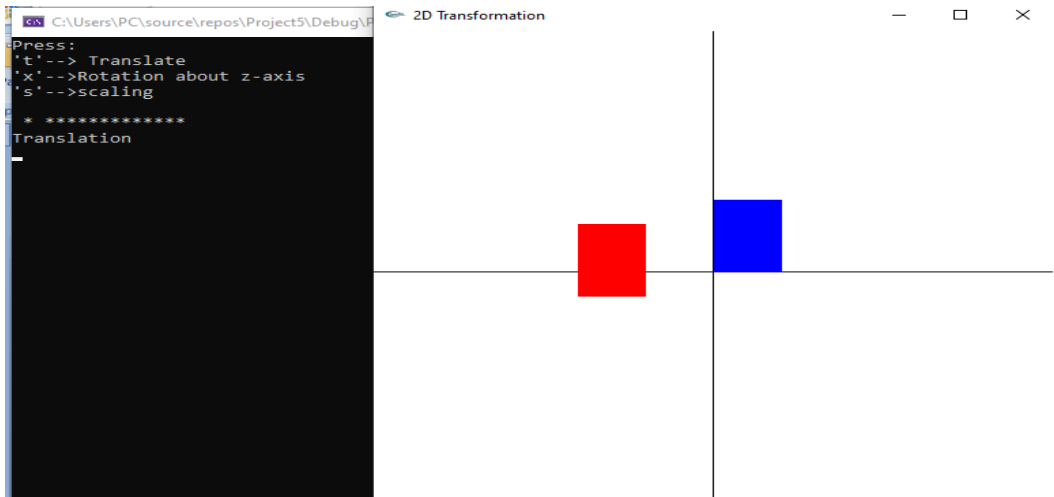 C:\Users\PC\source\repos\Project5\Debug\P
2D Transformation
Press:
't'--> Translate
'x'-->Rotation about z-axis
's'-->scaling
* *************
Translation